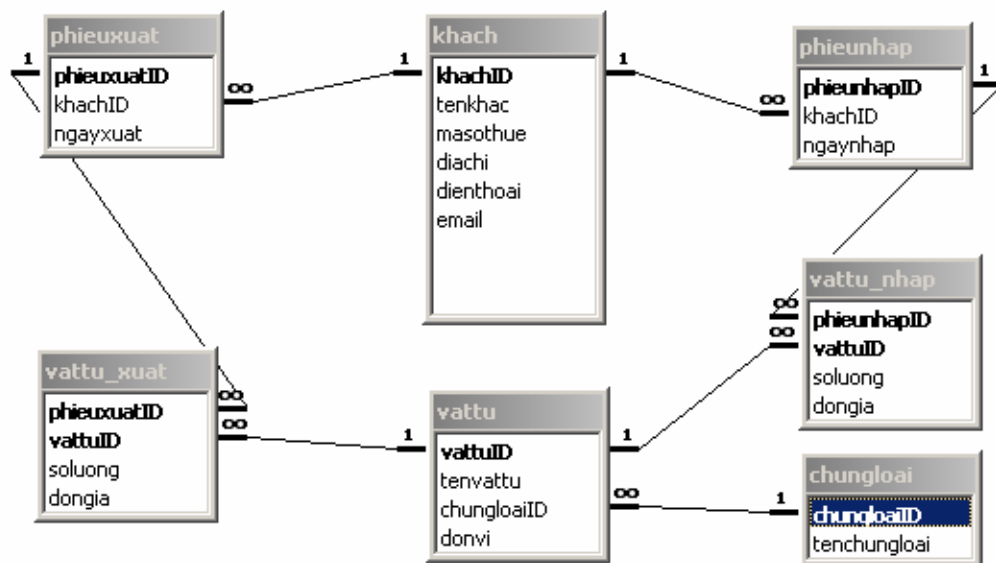 phieuxuat
phieuxuatID
khachID
ngayxuat
1
∞
khach
khachID
tenkhac
masothue
diachi
dienthoai
email
1
1
phieunhap
phieunhapID
khachID
ngaynhap
∞
1
vattu_nhap
phieunhapID
vattuID
soluong
dongia
∞
∞
vattu_xuat
phieuxuatID
vattuID
soluong
dongia
∞
∞
vattu
vattuID
tenvattu
chungloaiID
donvi
1
1
∞
chungloai
chungloaiID
tenchungloai
1